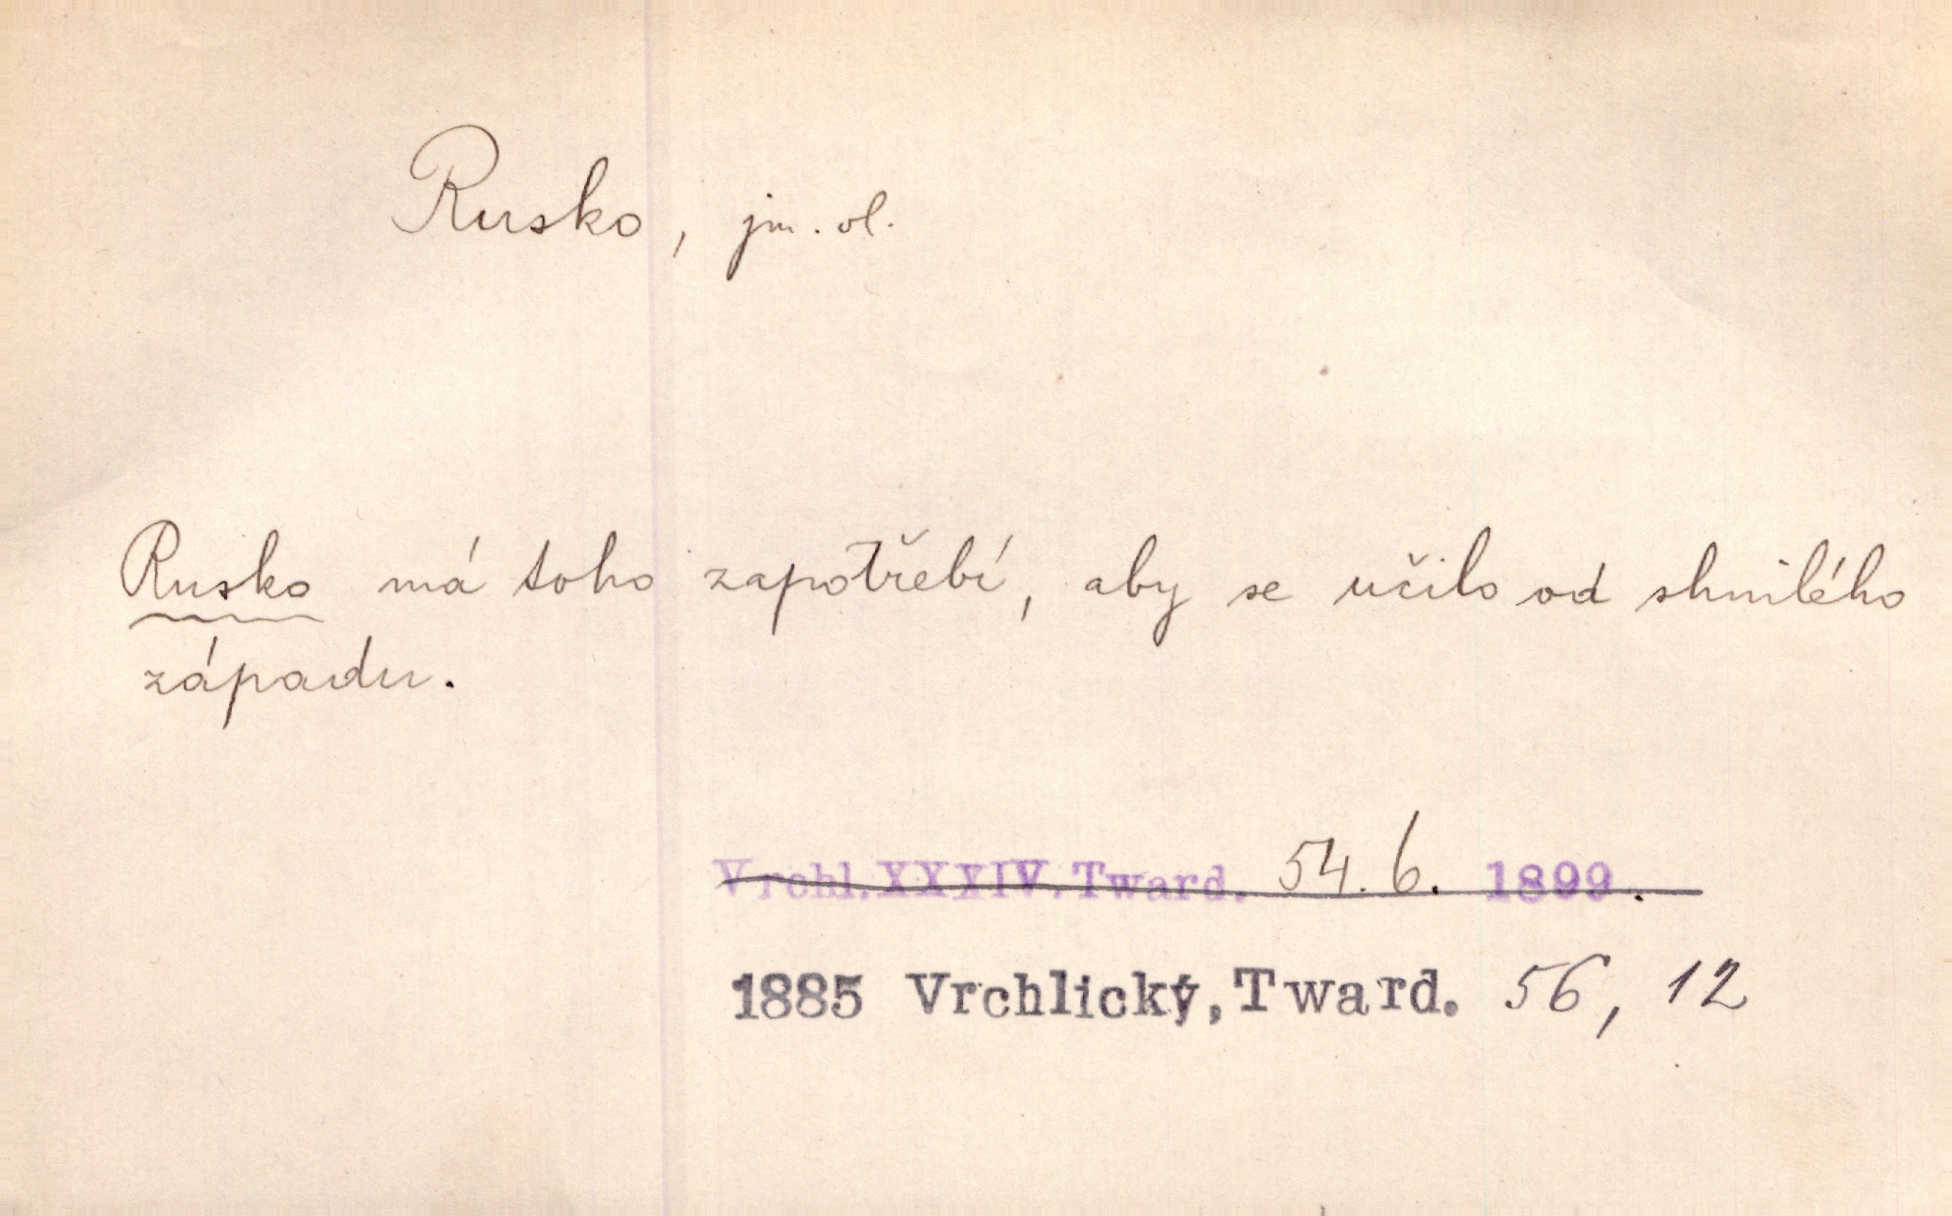 Rusko, jm. vl.
Rusko má toho zapotřebí, aby se učilo od shnilého
západu.
Vrchl. XXXIV. Tward. 54. 6. 1899.
1885 Vrchlický, Tward. 56, 12